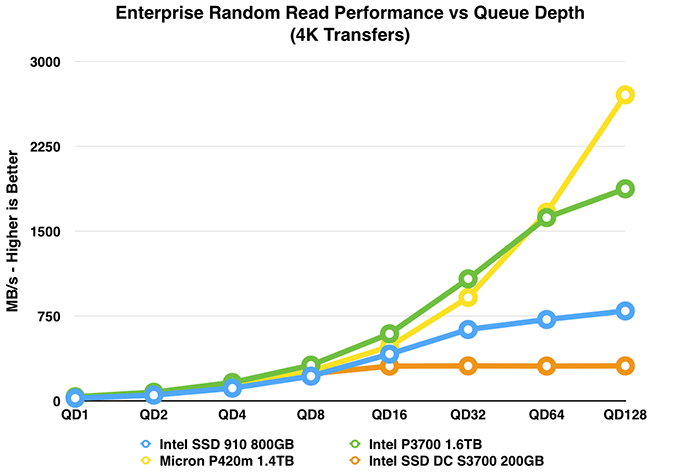 Enterprise Random Read Performance vs Queue Depth
(4K Transfers)
MB/s - Higher is Better
3000
2250
1500
750
0
QD1 QD2 QD4 QD8 QD16 QD32 QD64 QD128
Intel SSD 910 800GB Intel P3700 1.6TB
Micron P420m 1.4TB Intel SSD DC S3700 200GB